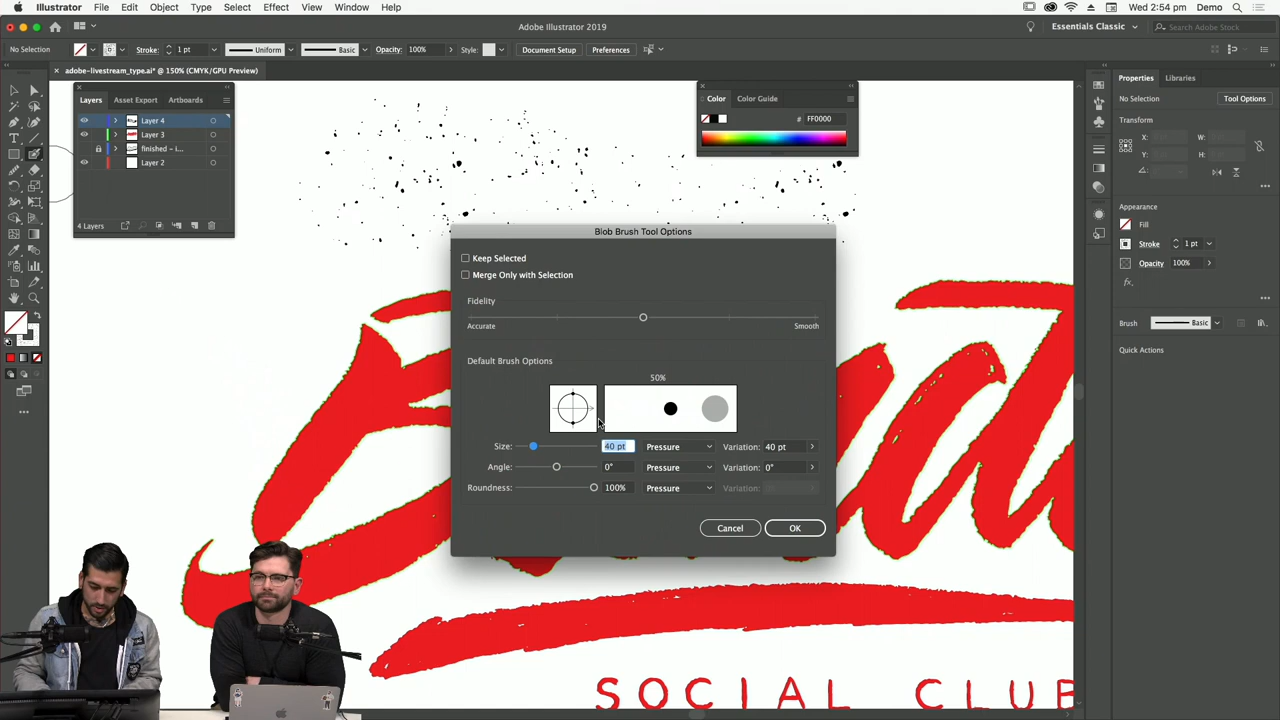 Illustrator File Edit Object Type Select Effect View Window Help
Wed 2:54 pm Demo
Adobe Illustrator 2019
Essentials Classic
Search Adobe Stock
No Selection
Stroke: 1 pt
Uniform
Basic
Opacity: 100%
Style:
Document Setup
Preferences
adobe-livestream_type.ai* @ 150% (CMYK/GPU Preview)
Layers Asset Export Artboards
Layer 4
Layer 3
finished - i...
Layer 2
4 Layers
Color Color Guide
# FF0000
Properties Libraries
No Selection
Tool Options
Transform
X:
W:
Y:
H:
Appearance
Fill
Stroke 1 pt
Opacity 100%
fx.
Brush Basic
Quick Actions
Blob Brush Tool Options
Keep Selected
Merge Only with Selection
Fidelity
Accurate Smooth
Default Brush Options
50%
Size: 40 pt Pressure Variation: 40 pt
Angle: 0° Pressure Variation: 0°
Roundness: 100% Pressure Variation:
Cancel OK
SOCIAL CLUB